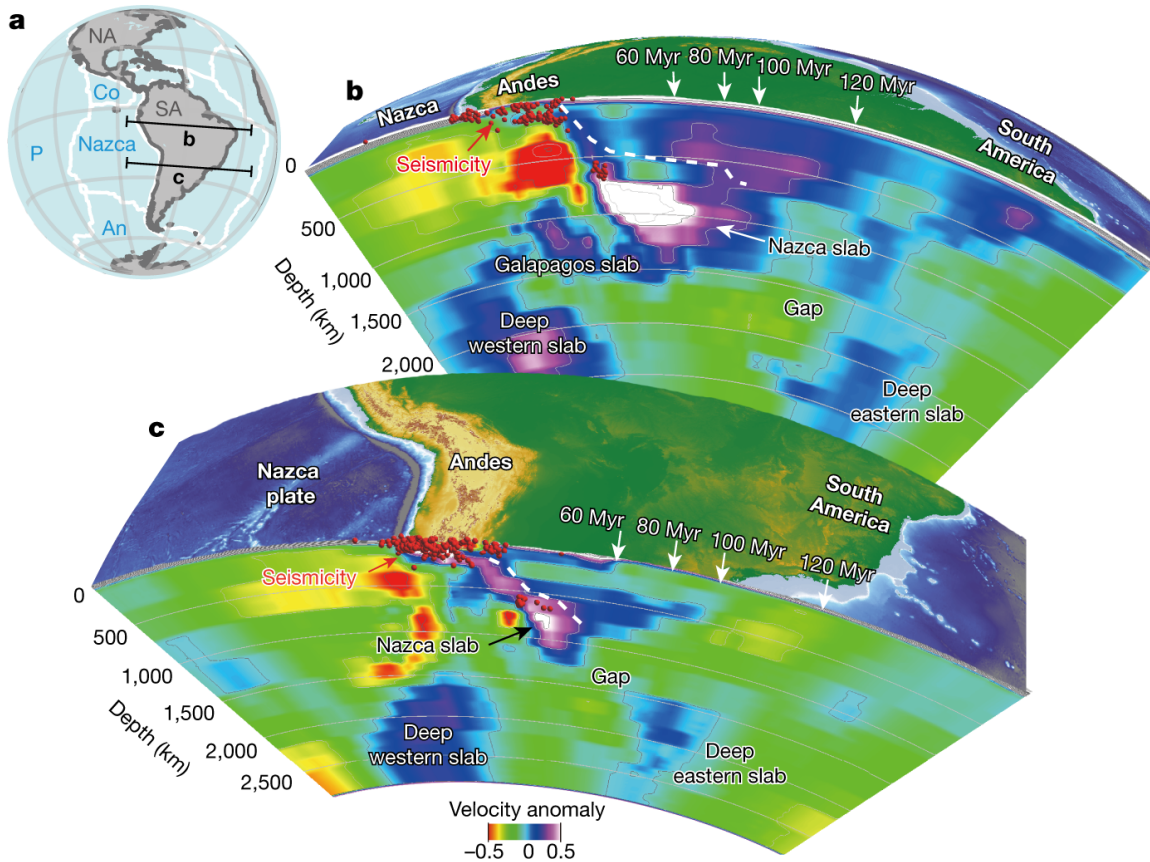 a
NA
Co
SA
P
Nazca
b
c
An
b
Nazca
Andes
60 Myr
80 Myr
100 Myr
120 Myr
South
America
Seismicity
0
500
1,000
1,500
2,000
Depth (km)
Galapagos slab
Nazca slab
Gap
Deep
western slab
Deep
eastern slab
c
Nazca
plate
Andes
South
America
60 Myr
80 Myr
100 Myr
120 Myr
Seismicity
0
500
1,000
1,500
2,000
2,500
Depth (km)
Nazca slab
Gap
Deep
western slab
Deep
eastern slab
Velocity anomaly
−0.5 0 0.5